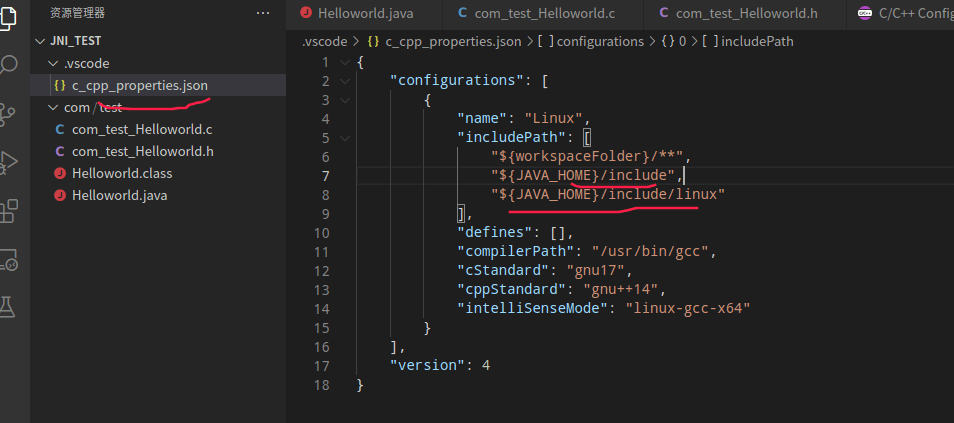 资源管理器 ···
JNI_TEST
.vscode
{} c_cpp_properties.json
com / test
C com_test_Helloworld.c
C com_test_Helloworld.h
J Helloworld.class
J Helloworld.java
J Helloworld.java C com_test_Helloworld.c C com_test_Helloworld.h C/C++ Config
.vscode > {} c_cpp_properties.json > [ ] configurations > {} 0 > [ ] includePath
1 {
2 "configurations": [
3 {
4 "name": "Linux",
5 "includePath": [
6 "${workspaceFolder}/**",
7 "${JAVA_HOME}/include",
8 "${JAVA_HOME}/include/linux"
9 ],
10 "defines": [],
11 "compilerPath": "/usr/bin/gcc",
12 "cStandard": "gnu17",
13 "cppStandard": "gnu++14",
14 "intelliSenseMode": "linux-gcc-x64"
15 }
16 ],
17 "version": 4
18 }